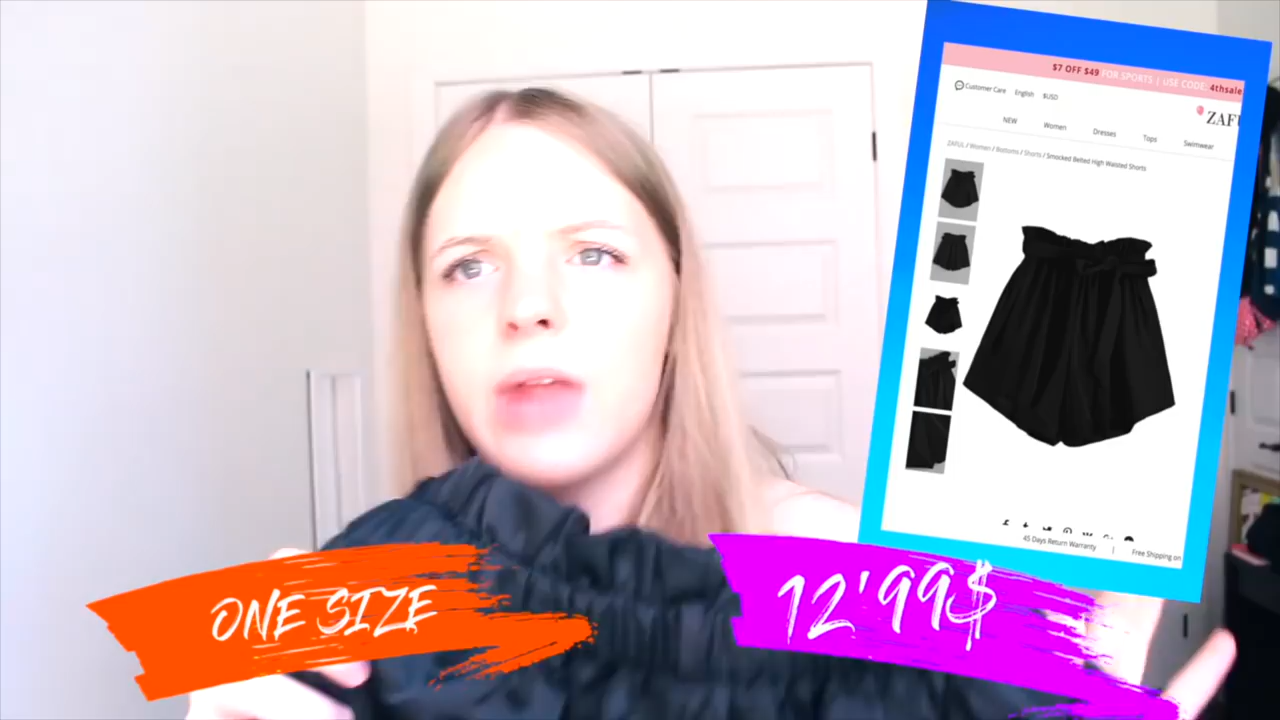 $7 OFF $49 FOR SPORTS | USE CODE: 4thsale
Customer Care English $USD
ZAFUL
NEW Women Dresses Tops Swimwear
ZAFUL / Women / Bottoms / Shorts / Smocked Belted High Waisted Shorts
45 Days Return Warranty | Free Shipping on
ONE SIZE
12'99$